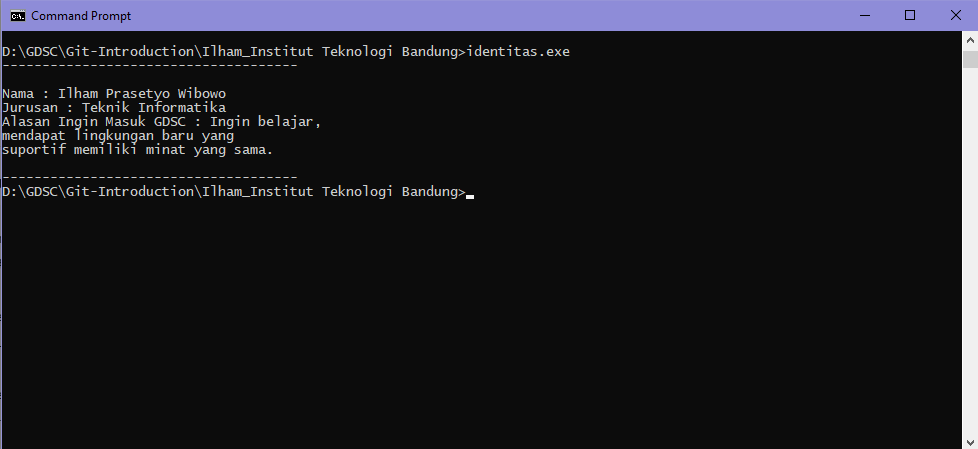 Command Prompt
D:\GDSC\Git-Introduction\Ilham_Institut Teknologi Bandung>identitas.exe
-------------------------------------
Nama : Ilham Prasetyo Wibowo
Jurusan : Teknik Informatika
Alasan Ingin Masuk GDSC : Ingin belajar,
mendapat lingkungan baru yang
suportif memiliki minat yang sama.
-------------------------------------
D:\GDSC\Git-Introduction\Ilham_Institut Teknologi Bandung>